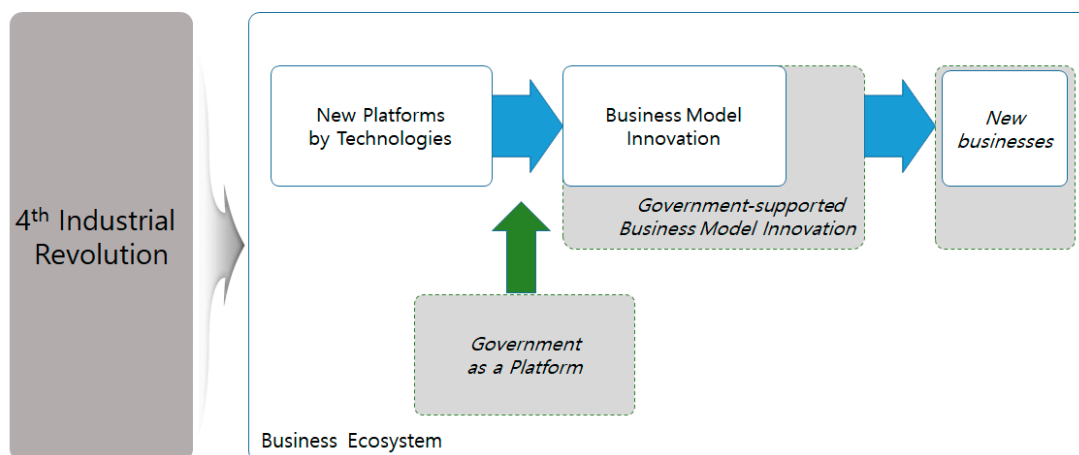 4th Industrial
Revolution
New Platforms
by Technologies
Business Model
Innovation
New
businesses
Government-supported
Business Model Innovation
Government
as a Platform
Business Ecosystem